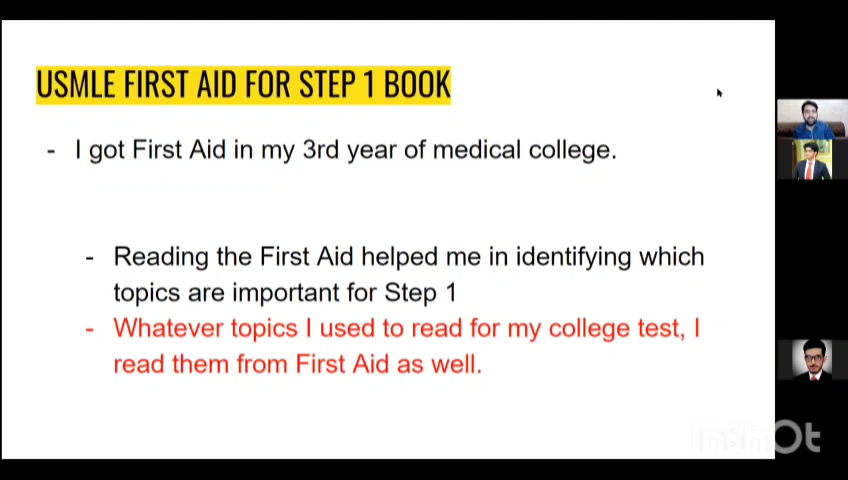 USMLE FIRST AID FOR STEP 1 BOOK
- I got First Aid in my 3rd year of medical college.
- Reading the First Aid helped me in identifying which
topics are important for Step 1
- Whatever topics I used to read for my college test, I
read them from First Aid as well.
InshOt